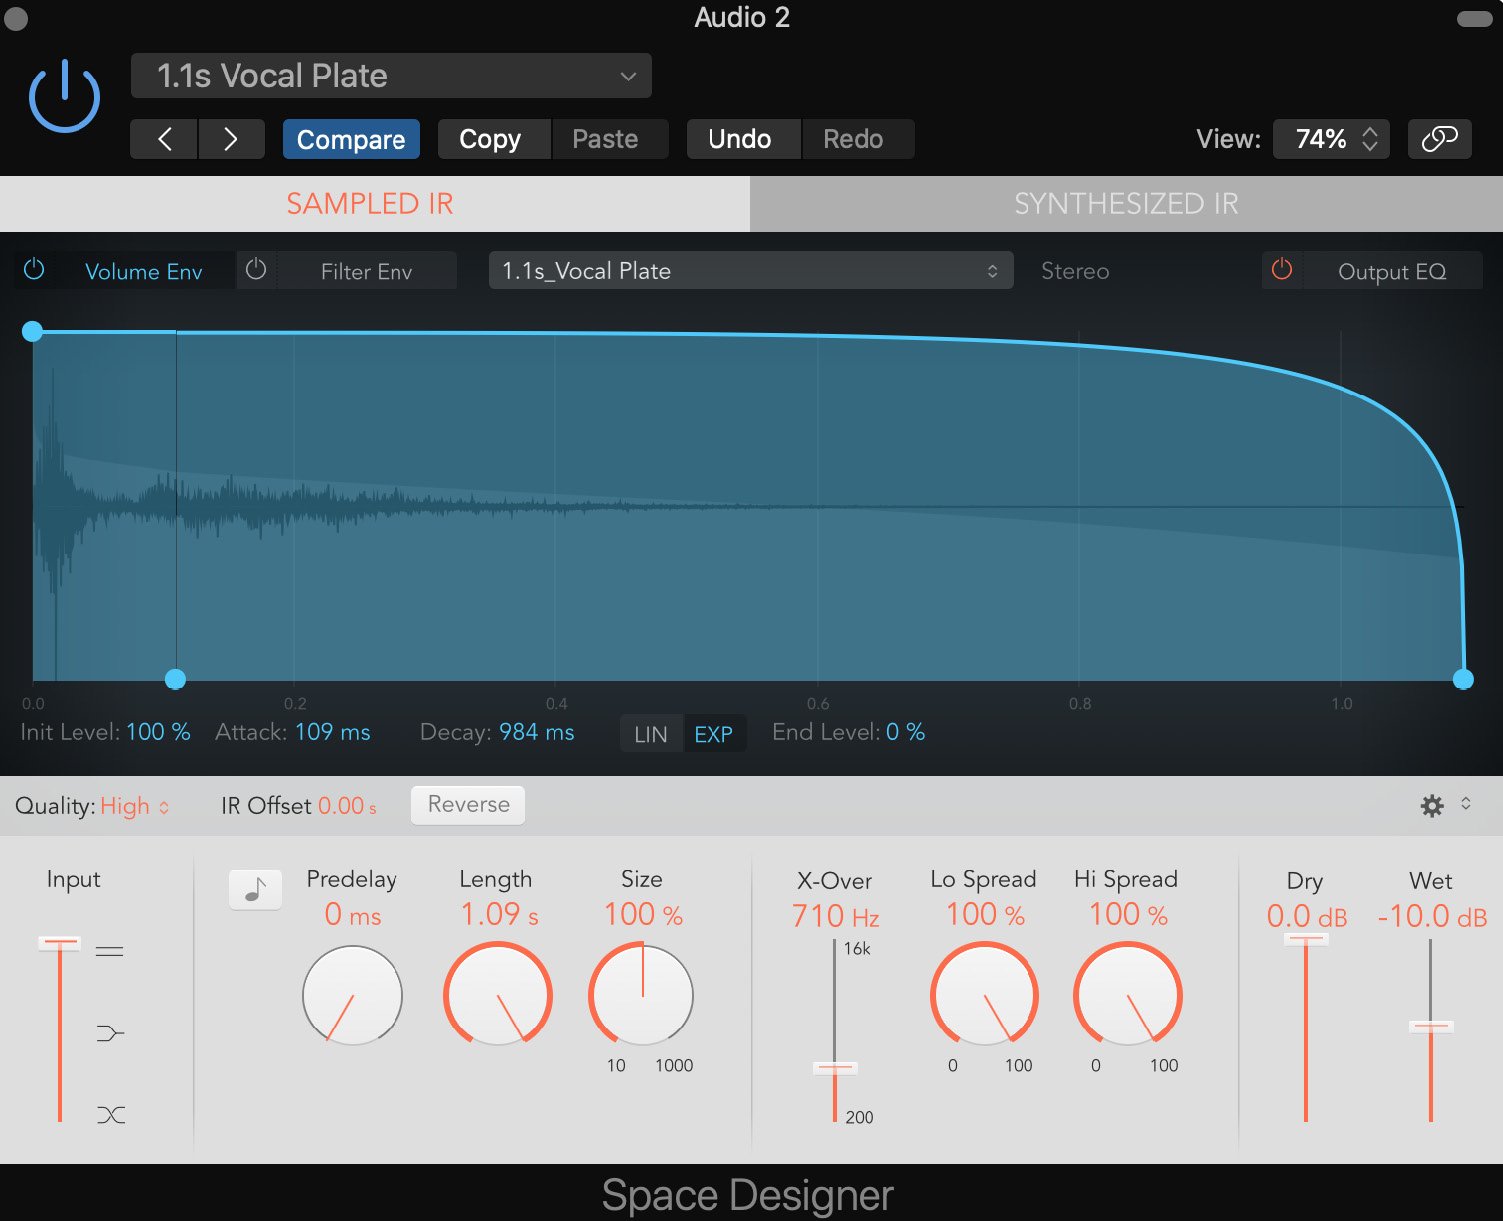 Audio 2
1.1s Vocal Plate
Compare Copy Paste Undo Redo View: 74%
SAMPLED IR SYNTHESIZED IR
Volume Env Filter Env 1.1s_Vocal Plate Stereo Output EQ
0.0 0.2 0.4 0.6 0.8 1.0
Init Level: 100 % Attack: 109 ms Decay: 984 ms LIN EXP End Level: 0 %
Quality: High IR Offset 0.00 s Reverse
Input Predelay Length Size X-Over Lo Spread Hi Spread Dry Wet
0 ms 1.09 s 100 % 710 Hz 100 % 100 % 0.0 dB -10.0 dB
16k
10 1000 0 100 0 100
200
Space Designer